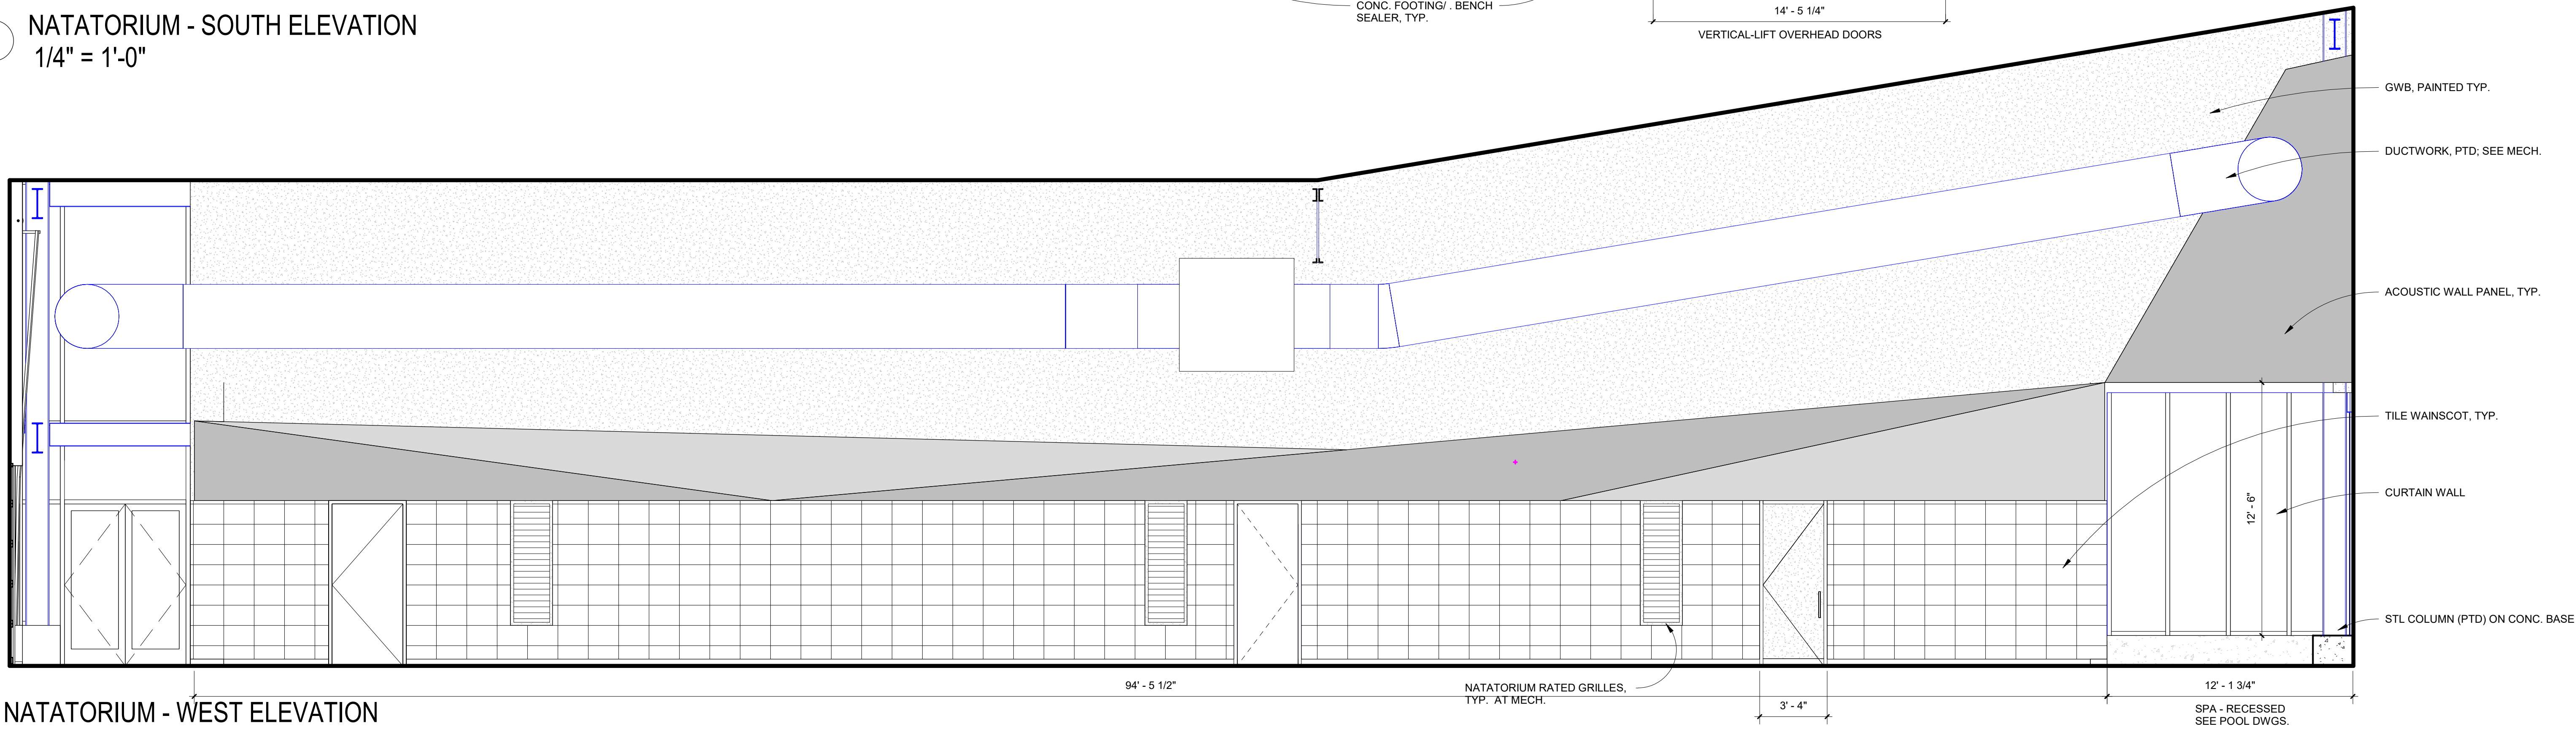 NATATORIUM - SOUTH ELEVATION
1/4" = 1'-0"
CONC. FOOTING/ . BENCH
SEALER, TYP.
14' - 5 1/4"
VERTICAL-LIFT OVERHEAD DOORS
GWB, PAINTED TYP.
DUCTWORK, PTD; SEE MECH.
ACOUSTIC WALL PANEL, TYP.
TILE WAINSCOT, TYP.
CURTAIN WALL
12' - 6"
STL COLUMN (PTD) ON CONC. BASE
94' - 5 1/2"
NATATORIUM RATED GRILLES,
TYP.  AT MECH.
3' - 4"
12' - 1 3/4"
SPA - RECESSED
SEE POOL DWGS.
NATATORIUM - WEST ELEVATION